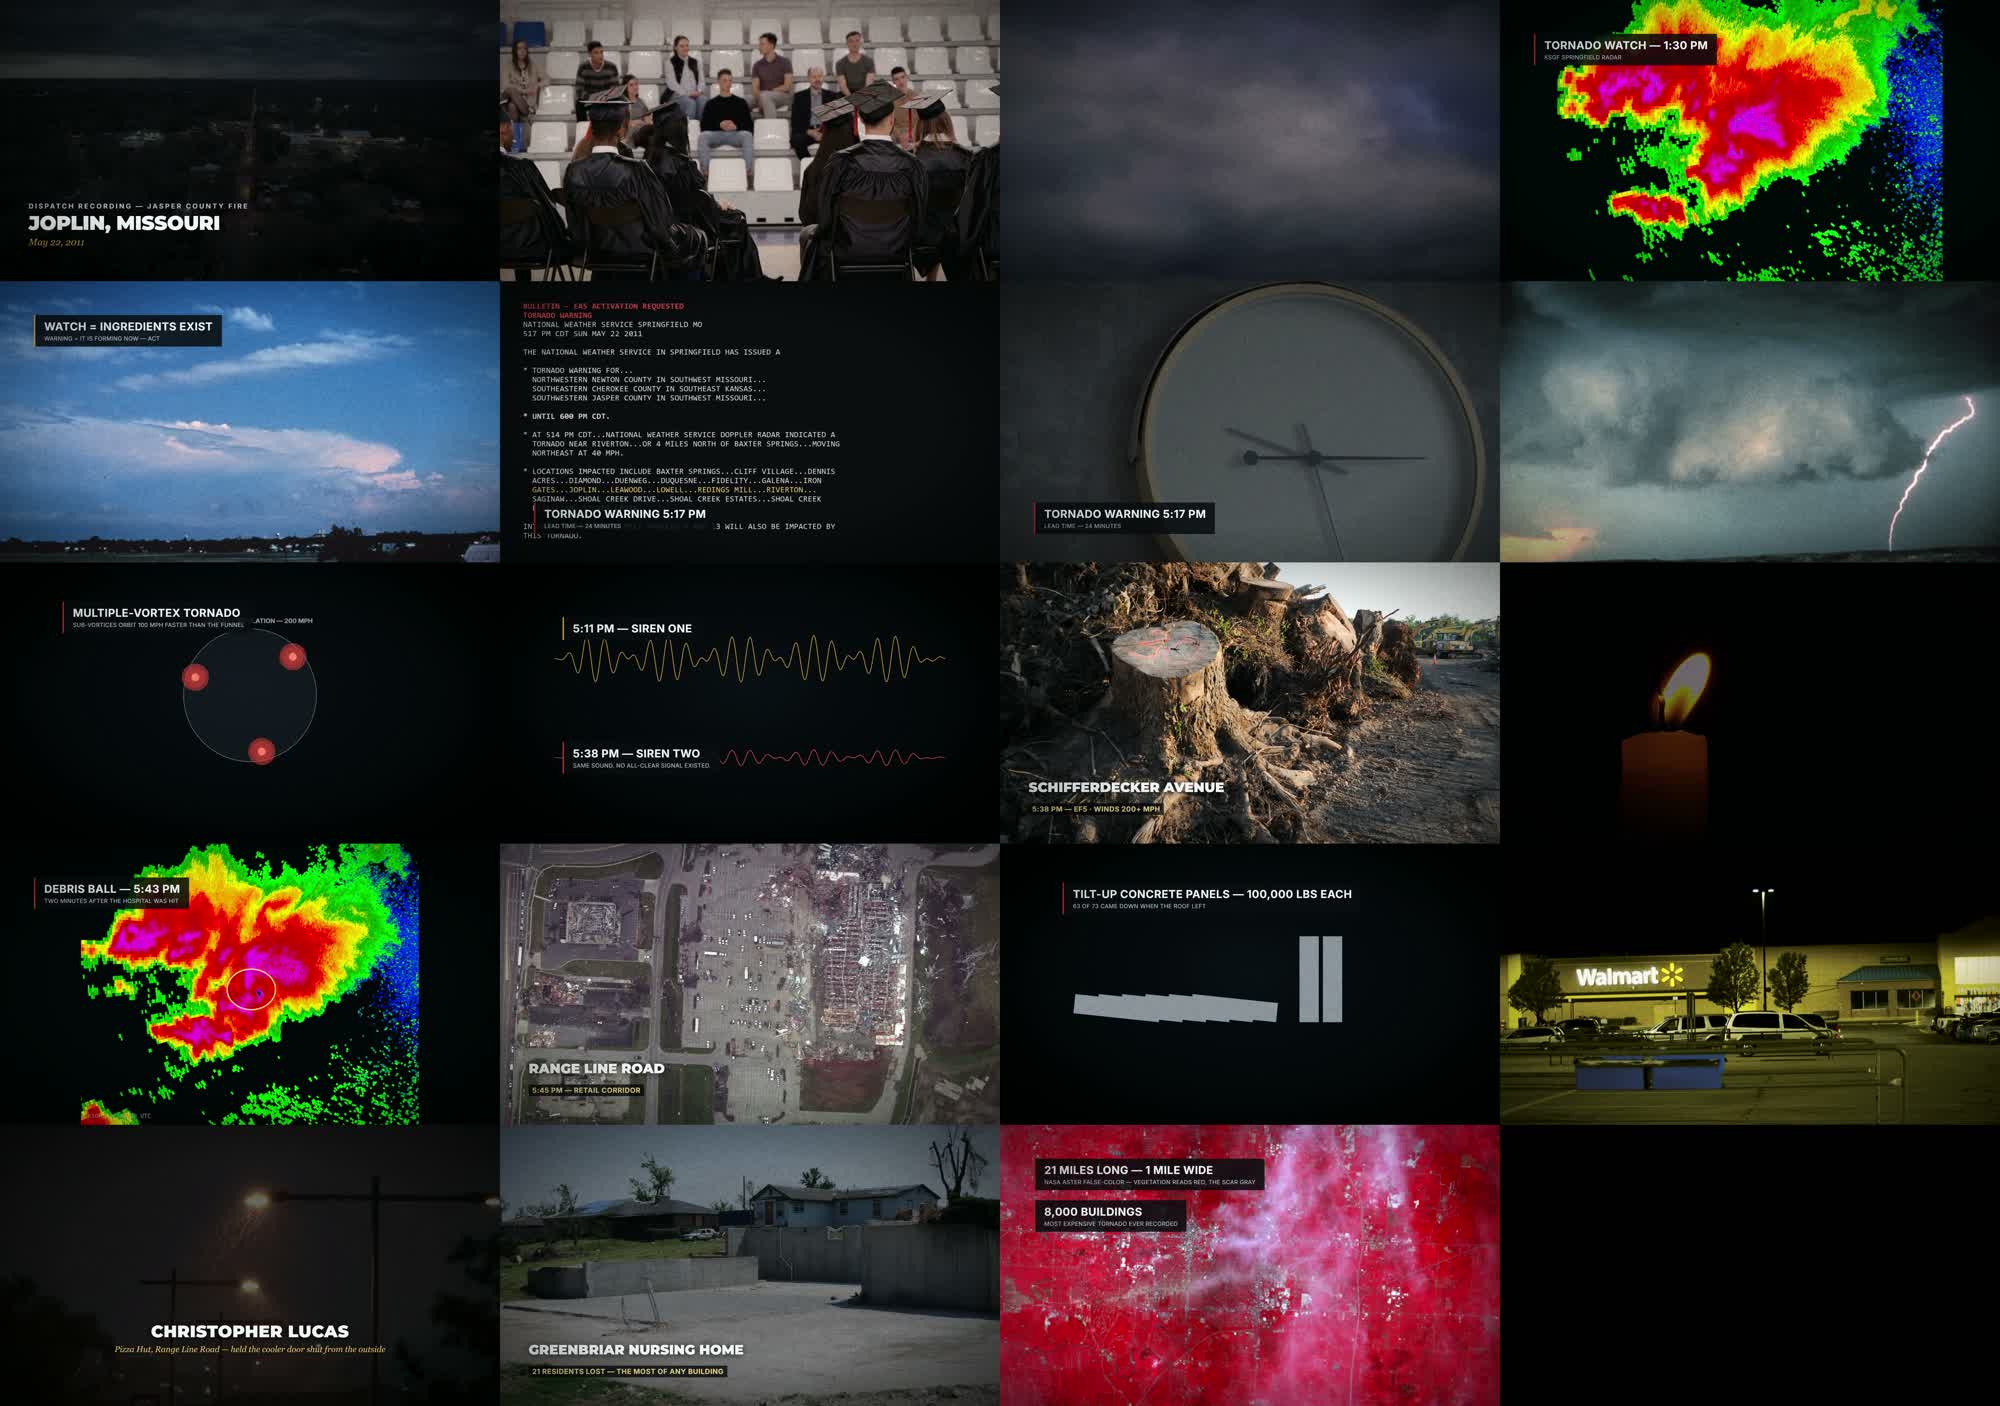 DISPATCH RECORDING — JASPER COUNTY FIRE
JOPLIN, MISSOURI
May 22, 2011
TORNADO WATCH — 1:30 PM
KSGF SPRINGFIELD RADAR
WATCH = INGREDIENTS EXIST
WARNING = IT IS FORMING NOW — ACT
BULLETIN - EAS ACTIVATION REQUESTED
TORNADO WARNING
NATIONAL WEATHER SERVICE SPRINGFIELD MO
517 PM CDT SUN MAY 22 2011
THE NATIONAL WEATHER SERVICE IN SPRINGFIELD HAS ISSUED A
* TORNADO WARNING FOR...
NORTHWESTERN NEWTON COUNTY IN SOUTHWEST MISSOURI...
SOUTHEASTERN CHEROKEE COUNTY IN SOUTHEAST KANSAS...
SOUTHWESTERN JASPER COUNTY IN SOUTHWEST MISSOURI...
* UNTIL 600 PM CDT.
* AT 514 PM CDT...NATIONAL WEATHER SERVICE DOPPLER RADAR INDICATED A
TORNADO NEAR RIVERTON...OR 4 MILES NORTH OF BAXTER SPRINGS...MOVING
NORTHEAST AT 40 MPH.
* LOCATIONS IMPACTED INCLUDE BAXTER SPRINGS...CLIFF VILLAGE...DENNIS
ACRES...DIAMOND...DUENWEG...DUQUESNE...FIDELITY...GALENA...IRON
GATES...JOPLIN...LEAWOOD...LOWELL...REDINGS MILL...RIVERTON...
SAGINAW...SHOAL CREEK DRIVE...SHOAL CREEK ESTATES...SHOAL CREEK
TORNADO WARNING 5:17 PM
LEAD TIME — 24 MINUTES
3 WILL ALSO BE IMPACTED BY
THIS TORNADO.
TORNADO WARNING 5:17 PM
LEAD TIME — 24 MINUTES
MULTIPLE-VORTEX TORNADO
SUB-VORTICES ORBIT 100 MPH FASTER THAN THE FUNNEL
LATION — 200 MPH
5:11 PM — SIREN ONE
5:38 PM — SIREN TWO
SAME SOUND. NO ALL-CLEAR SIGNAL EXISTED.
SCHIFFERDECKER AVENUE
5:38 PM — EF5 · WINDS 200+ MPH
DEBRIS BALL — 5:43 PM
TWO MINUTES AFTER THE HOSPITAL WAS HIT
UTC
RANGE LINE ROAD
5:45 PM — RETAIL CORRIDOR
TILT-UP CONCRETE PANELS — 100,000 LBS EACH
63 OF 73 CAME DOWN WHEN THE ROOF LEFT
Walmart
CHRISTOPHER LUCAS
Pizza Hut, Range Line Road — held the cooler door shut from the outside
GREENBRIAR NURSING HOME
21 RESIDENTS LOST — THE MOST OF ANY BUILDING
21 MILES LONG — 1 MILE WIDE
NASA ASTER FALSE-COLOR — VEGETATION READS RED, THE SCAR GRAY
8,000 BUILDINGS
MOST EXPENSIVE TORNADO EVER RECORDED